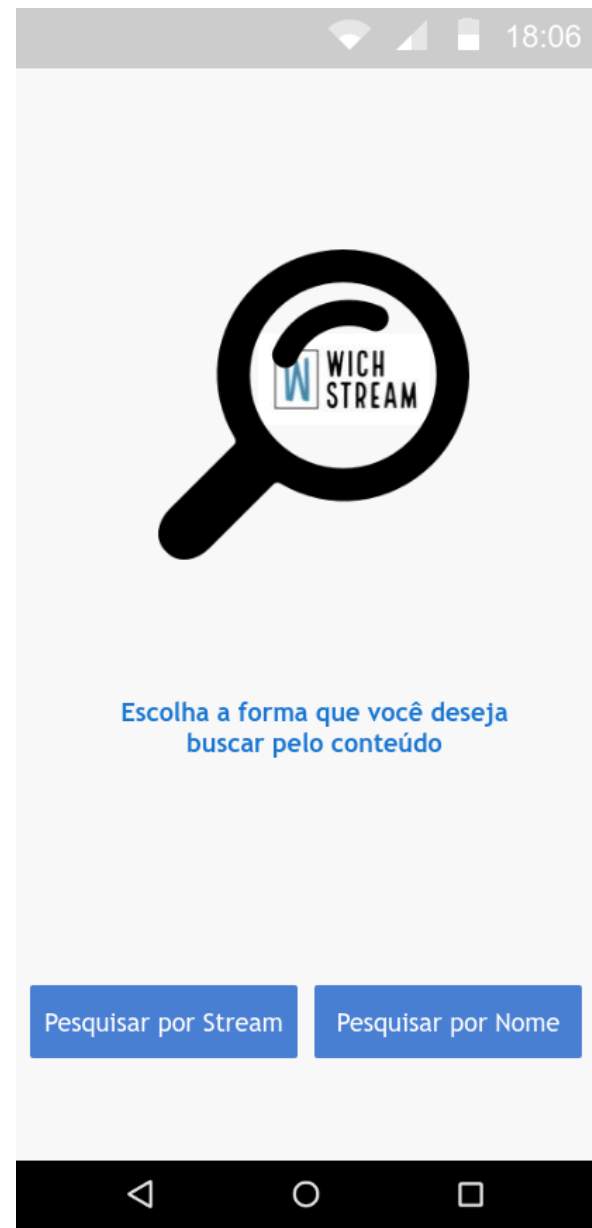 18:06
W
WICH
STREAM
Escolha a forma que você deseja
buscar pelo conteúdo
Pesquisar por Stream
Pesquisar por Nome